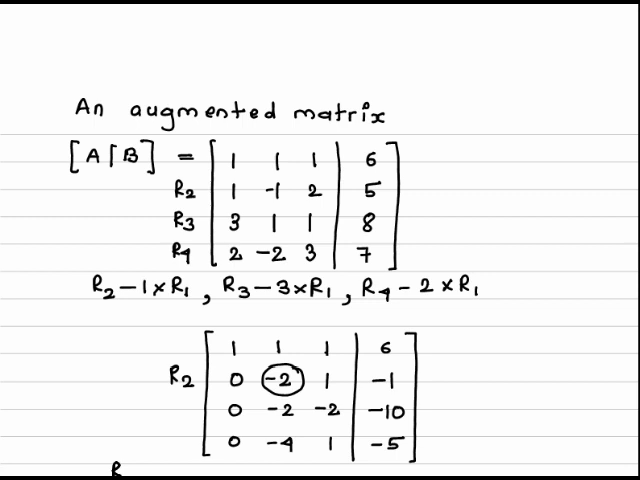 An augmented matrix
[A|B] = [ 1 1 1 | 6 ]
R2 [ 1 -1 2 | 5 ]
R3 [ 3 1 1 | 8 ]
R4 [ 2 -2 3 | 7 ]
R2 - 1×R1, R3 - 3×R1, R4 - 2×R1
[ 1 1 1 | 6 ]
R2 [ 0 -2 1 | -1 ]
[ 0 -2 -2 | -10 ]
[ 0 -4 1 | -5 ]
R